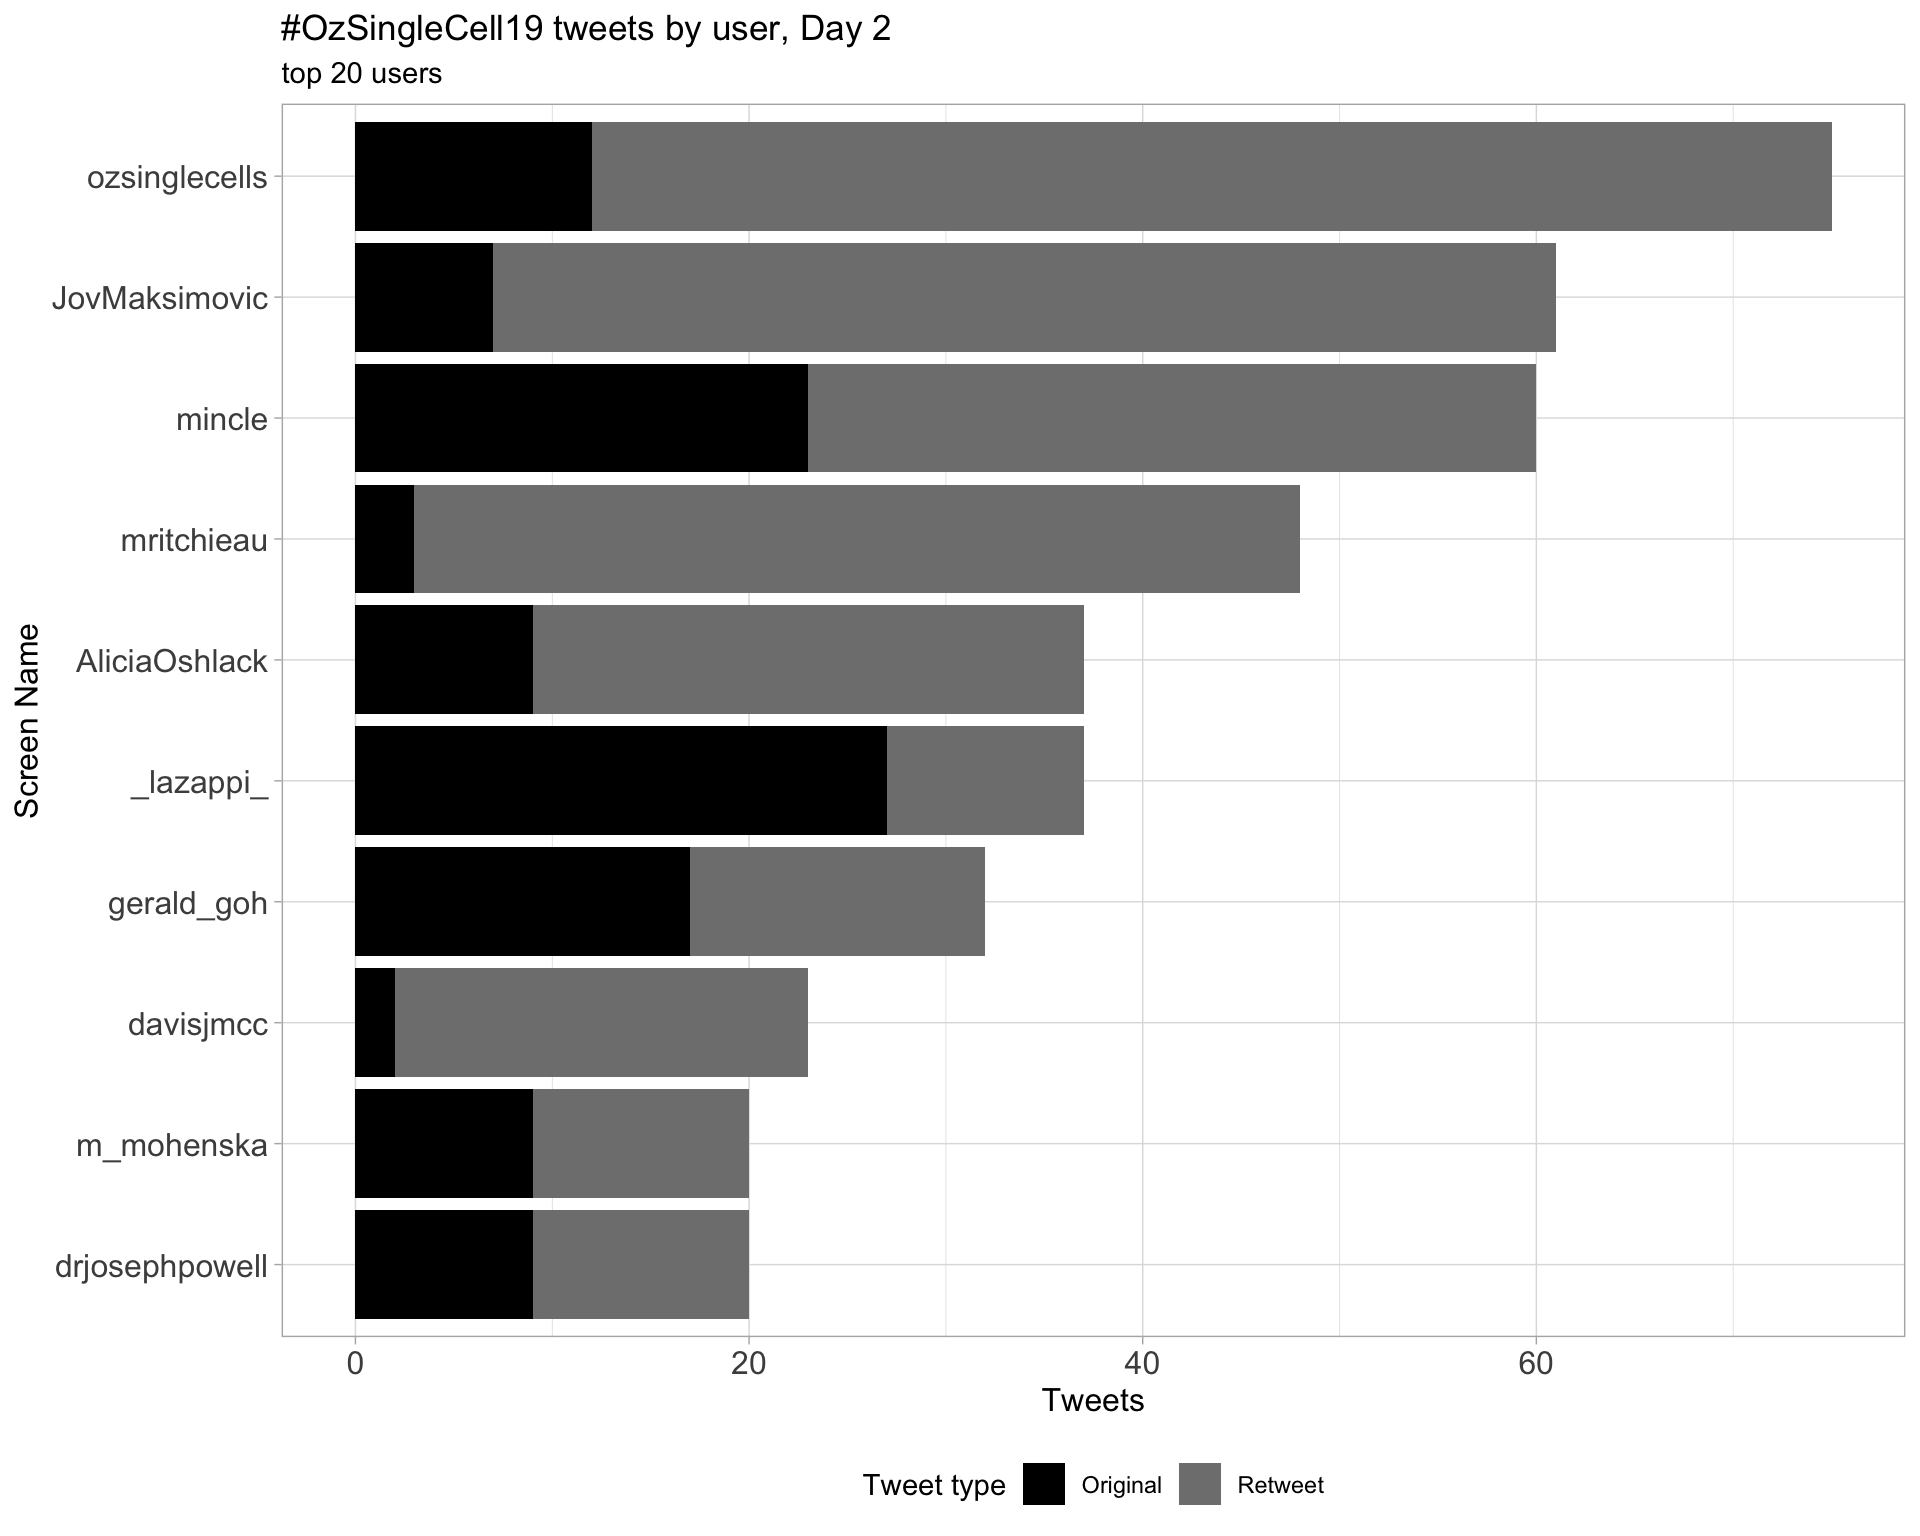 #OzSingleCell19 tweets by user, Day 2
top 20 users
Screen Name
ozsinglecells
JovMaksimovic
mincle
mritchieau
AliciaOshlack
_lazappi_
gerald_goh
davisjmcc
m_mohenska
drjosephpowell
0 20 40 60
Tweets
Tweet type Original Retweet